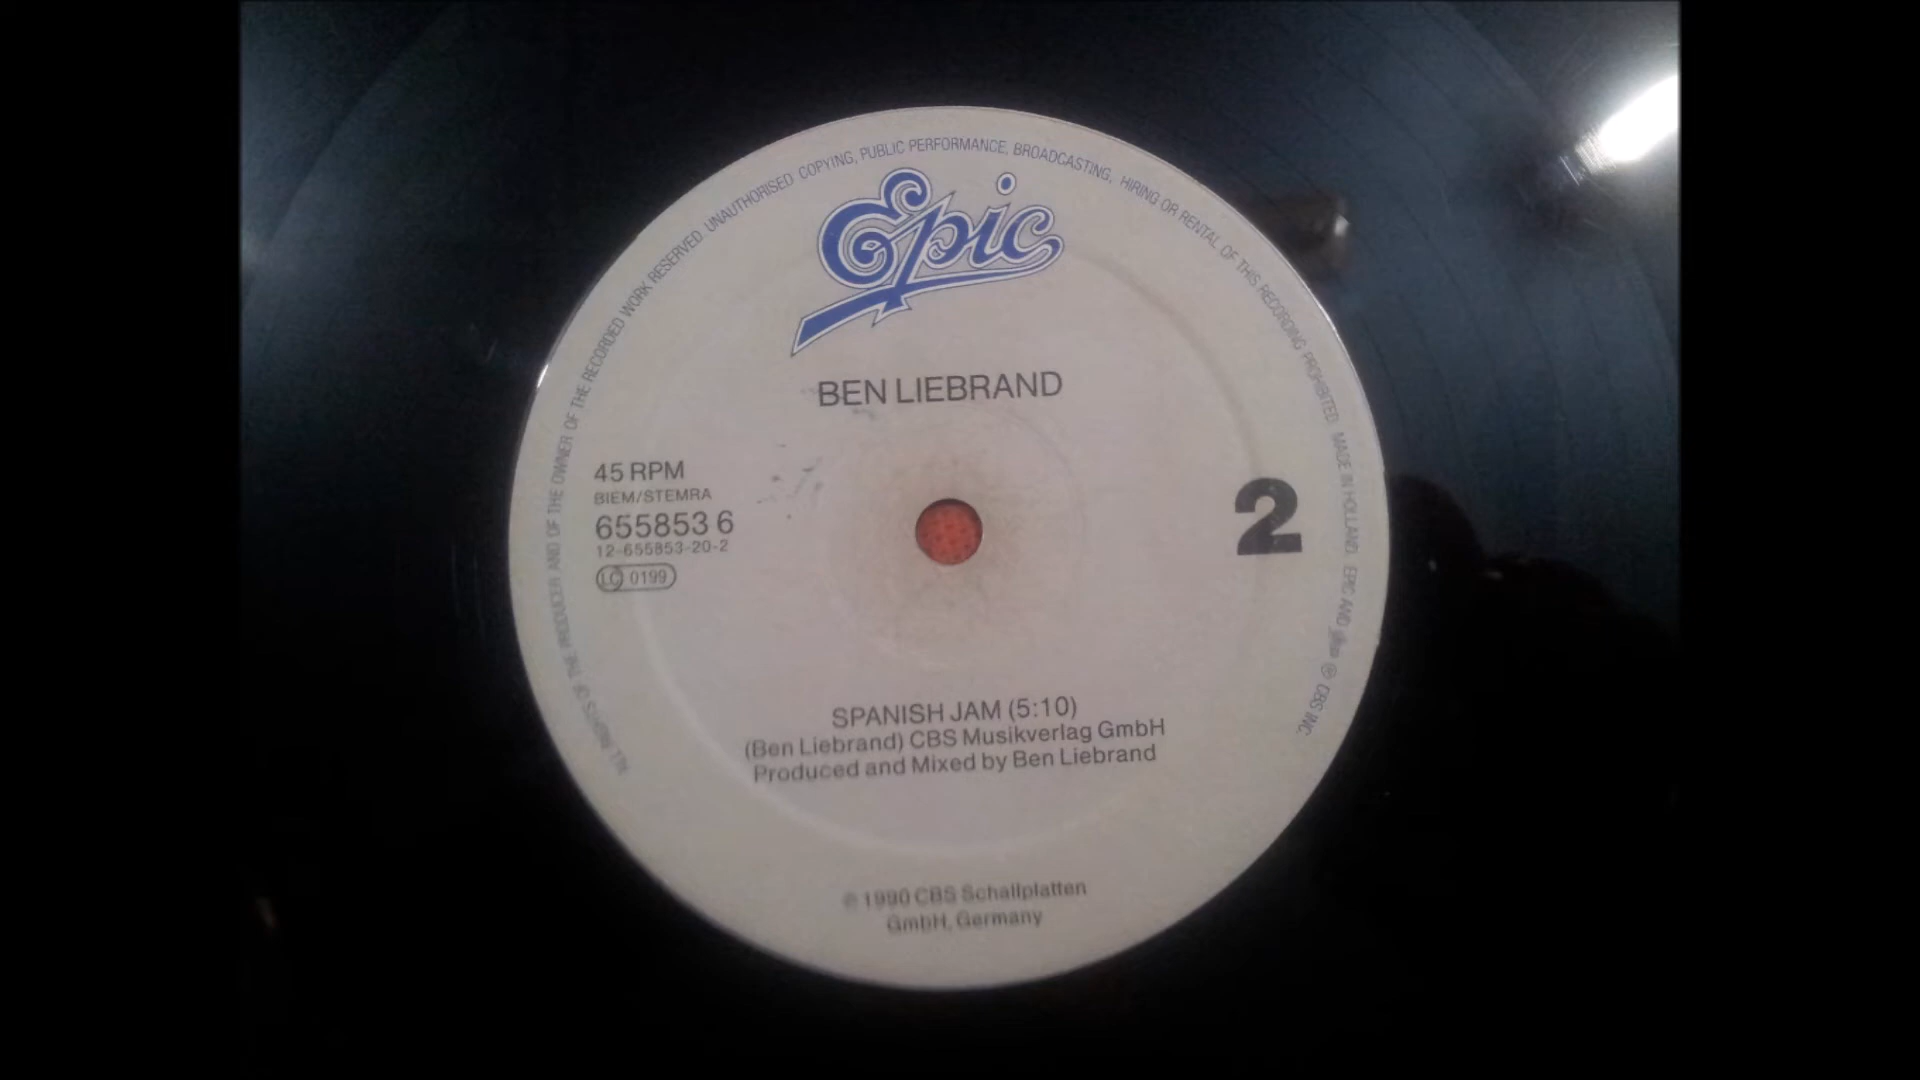 ALL RIGHTS OF THE PRODUCER AND OF THE OWNER OF THE RECORDED WORK RESERVED UNAUTHORISED COPYING, PUBLIC PERFORMANCE, BROADCASTING, HIRING OR RENTAL OF THIS RECORDING PROHIBITED. MADE IN HOLLAND. EPIC AND ℗ CBS INC.
Epic
BEN LIEBRAND
45 RPM
BIEM/STEMRA
655853 6
12-655853-20-2
LC 0199
2
SPANISH JAM (5:10)
(Ben Liebrand) CBS Musikverlag GmbH
Produced and Mixed by Ben Liebrand
℗ 1990 CBS Schallplatten
GmbH, Germany